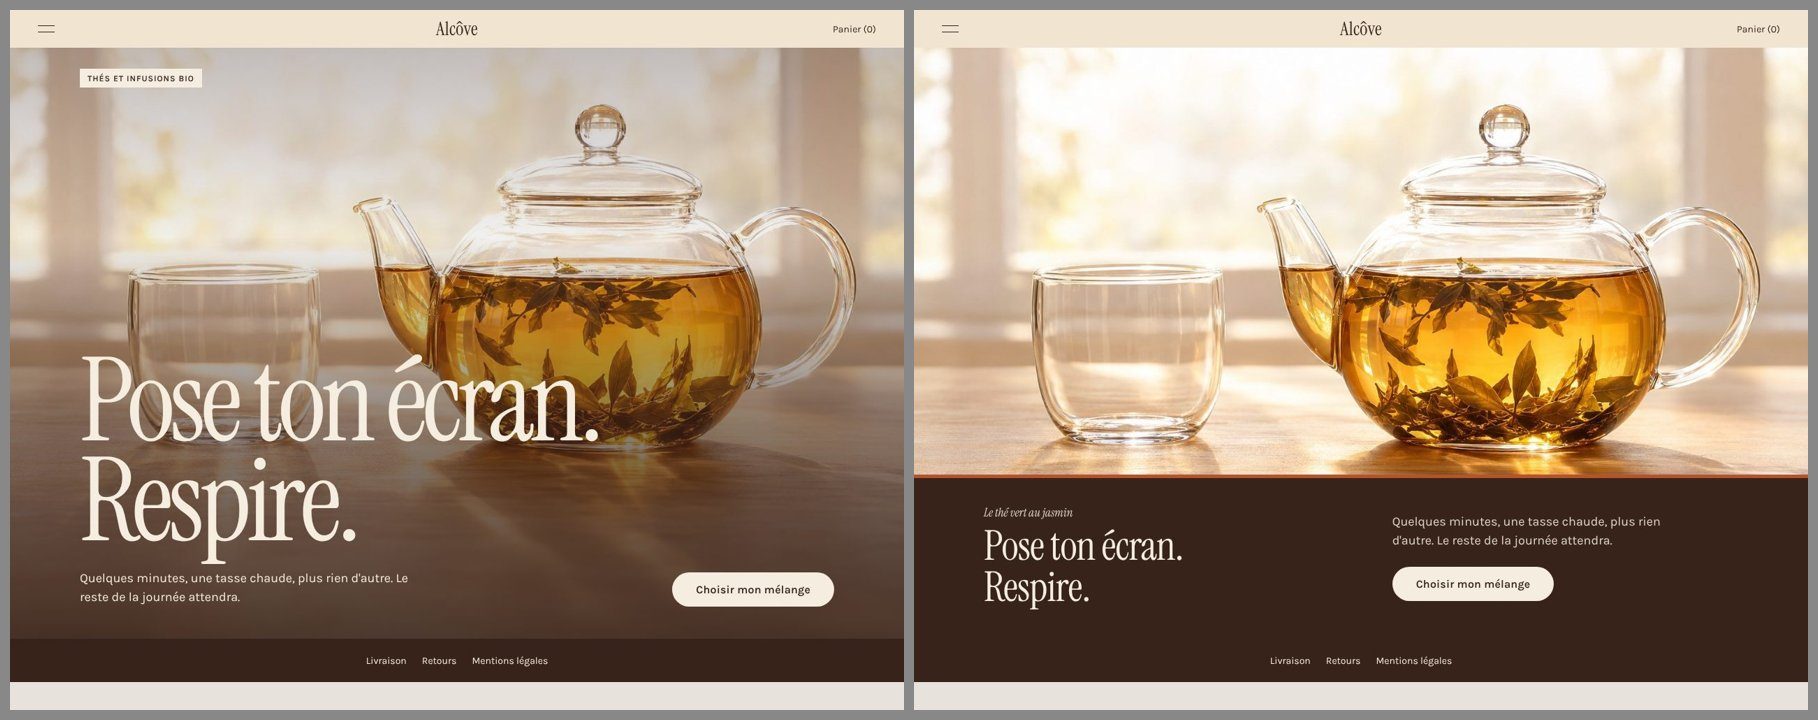 Alcôve
Panier (0)
THÉS ET INFUSIONS BIO
Pose ton écran.
Respire.
Quelques minutes, une tasse chaude, plus rien d'autre. Le
reste de la journée attendra.
Choisir mon mélange
Livraison Retours Mentions légales
Alcôve
Panier (0)
Le thé vert au jasmin
Pose ton écran.
Respire.
Quelques minutes, une tasse chaude, plus rien
d'autre. Le reste de la journée attendra.
Choisir mon mélange
Livraison Retours Mentions légales